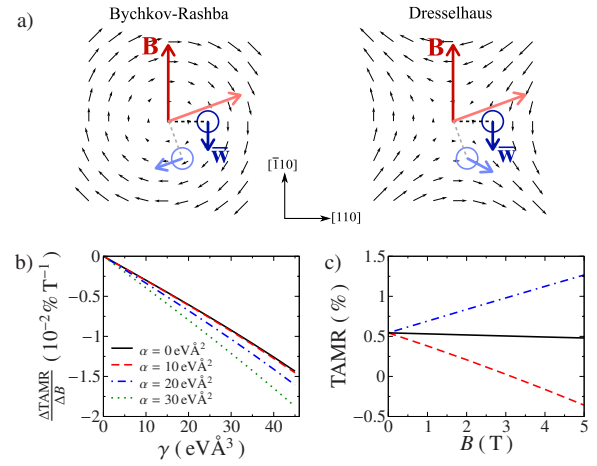 a)
Bychkov-Rashba
Dresselhaus
B
B
w̅
w̅
[1̅10]
[110]
b)
c)
ΔTAMR/ΔB (10⁻²% T⁻¹)
0
−0.5
−1
−1.5
−2
α = 0 eVÅ²
α = 10 eVÅ²
α = 20 eVÅ²
α = 30 eVÅ²
0 10 20 30 40
γ (eVÅ³)
TAMR (%)
1.5
1
0.5
0
−0.5
0 1 2 3 4 5
B (T)